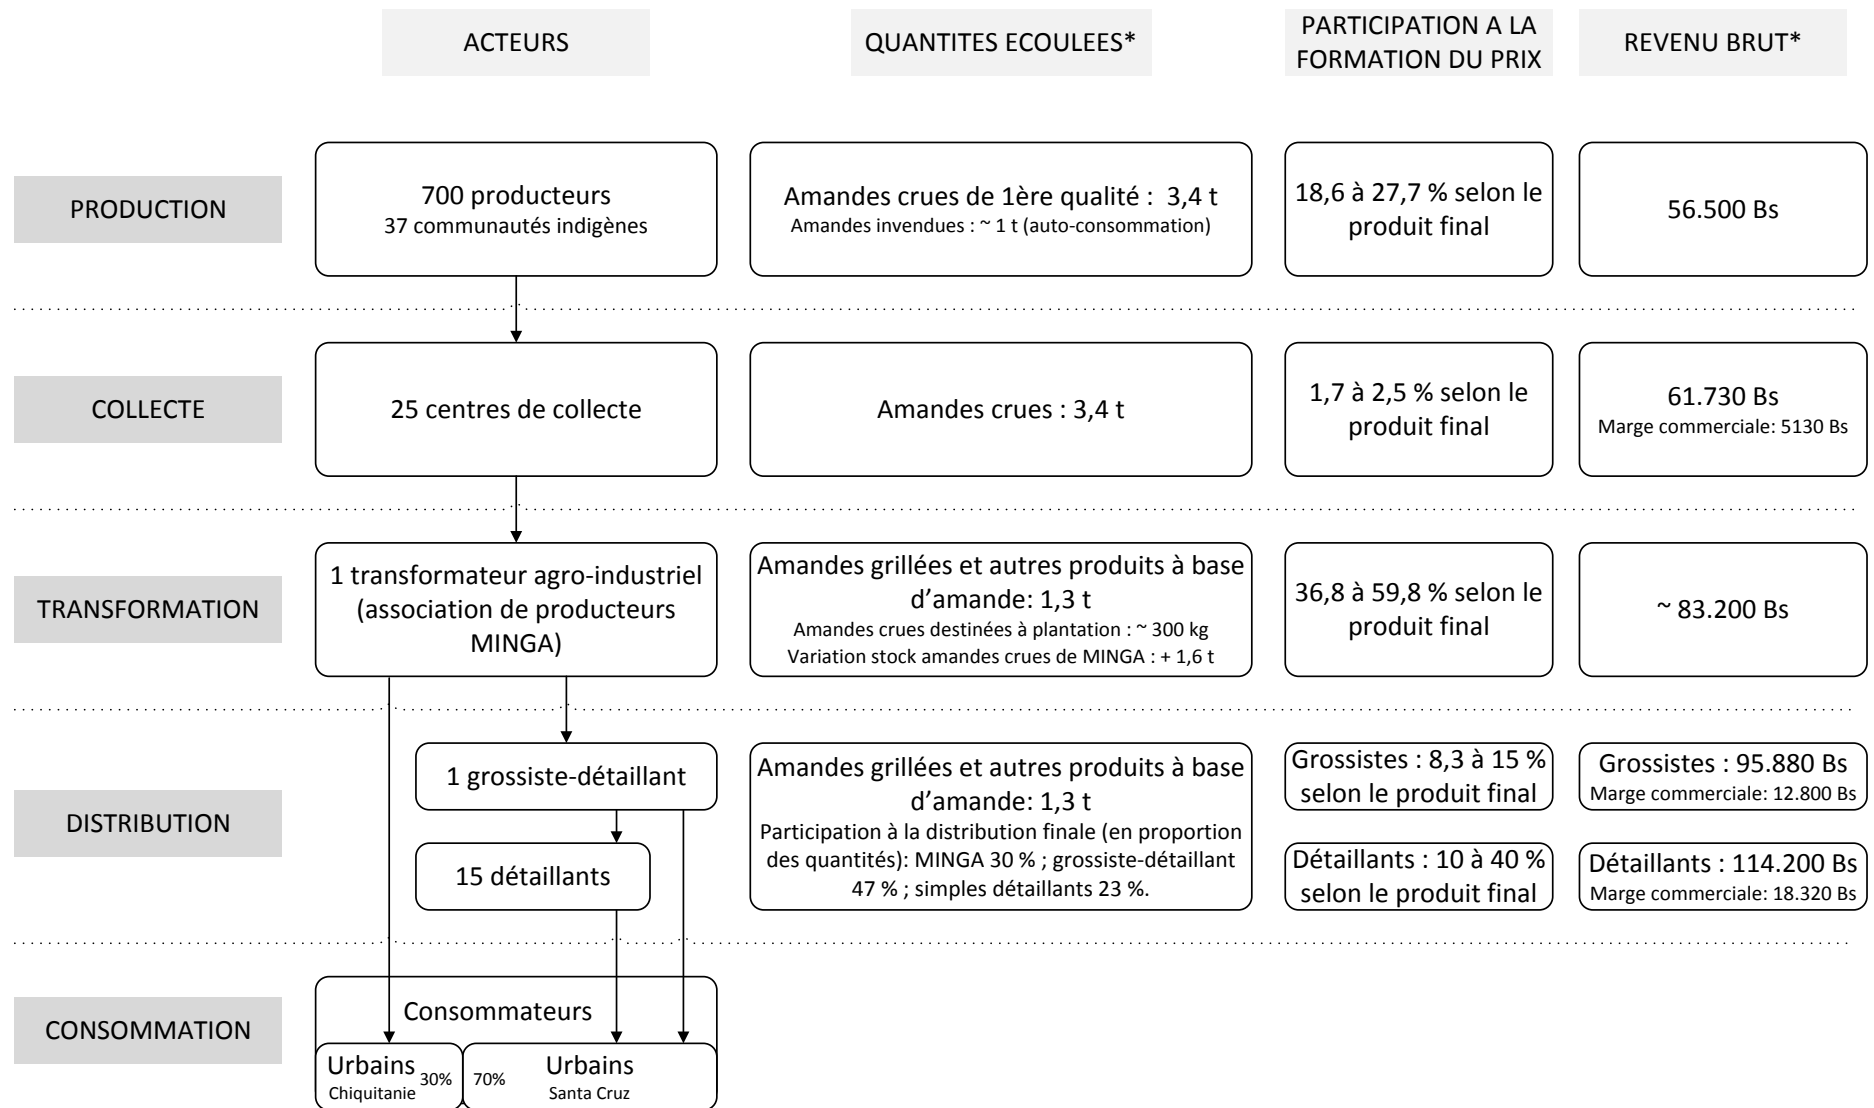 ACTEURS
QUANTITES ECOULEES*
PARTICIPATION A LA
FORMATION DU PRIX
REVENU BRUT*
PRODUCTION
700 producteurs
37 communautés indigènes
Amandes crues de 1ère qualité : 3,4 t
Amandes invendues : ~ 1 t (auto-consommation)
18,6 à 27,7 % selon le
produit final
56.500 Bs
COLLECTE
25 centres de collecte
Amandes crues : 3,4 t
1,7 à 2,5 % selon le
produit final
61.730 Bs
Marge commerciale: 5130 Bs
TRANSFORMATION
1 transformateur agro-industriel
(association de producteurs
MINGA)
Amandes grillées et autres produits à base
d’amande: 1,3 t
Amandes crues destinées à plantation : ~ 300 kg
Variation stock amandes crues de MINGA : + 1,6 t
36,8 à 59,8 % selon le
produit final
~ 83.200 Bs
DISTRIBUTION
1 grossiste-détaillant
15 détaillants
Amandes grillées et autres produits à base
d’amande: 1,3 t
Participation à la distribution finale (en proportion
des quantités): MINGA 30 % ; grossiste-détaillant
47 % ; simples détaillants 23 %.
Grossistes : 8,3 à 15 %
selon le produit final
Détaillants : 10 à 40 %
selon le produit final
Grossistes : 95.880 Bs
Marge commerciale: 12.800 Bs
Détaillants : 114.200 Bs
Marge commerciale: 18.320 Bs
CONSOMMATION
Consommateurs
Urbains
Chiquitanie
30%
70%
Urbains
Santa Cruz